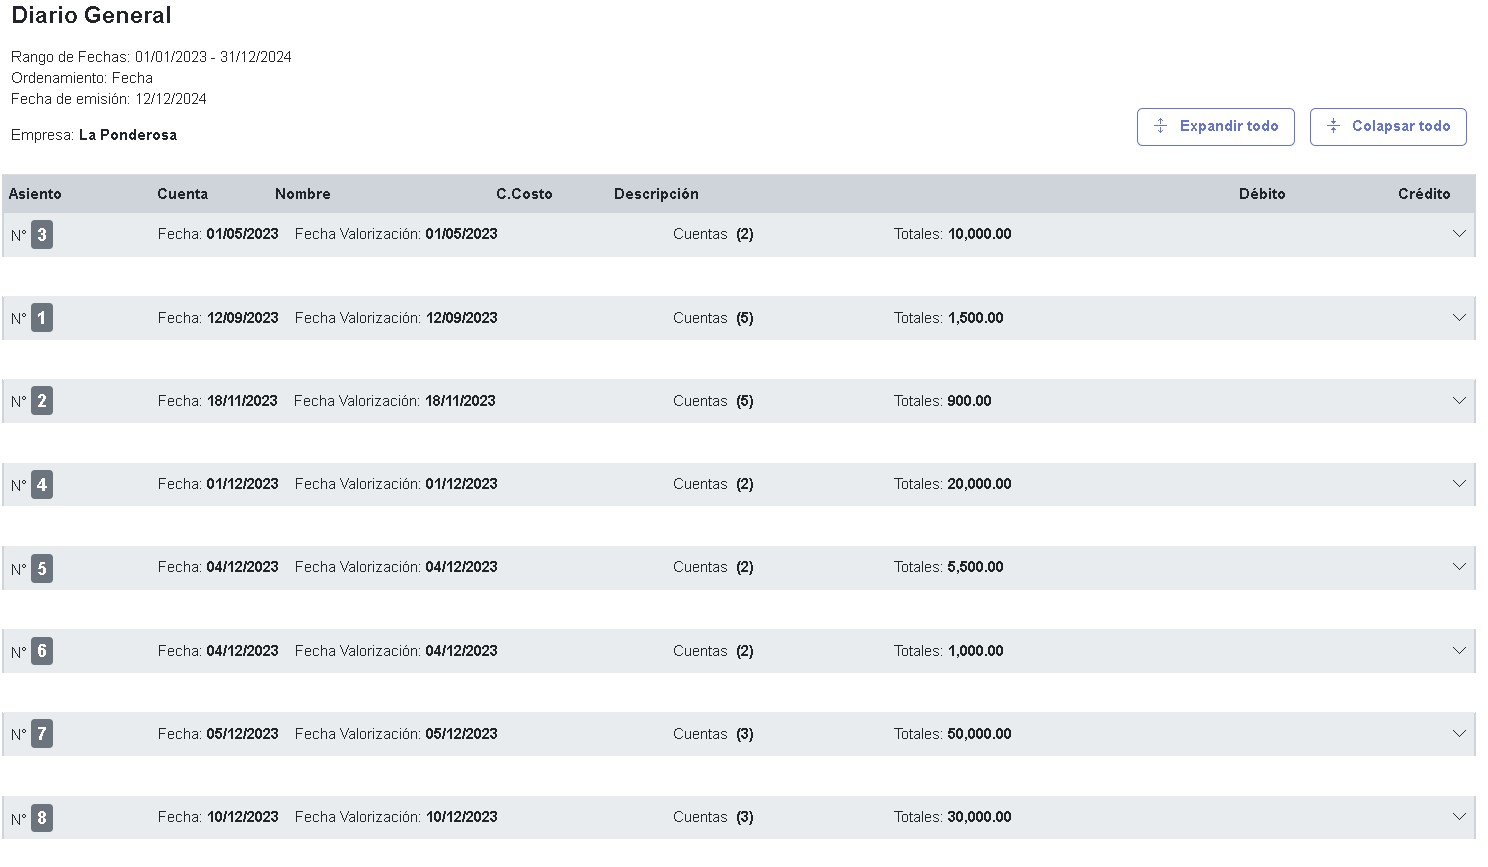 Diario General
Rango de Fechas: 01/01/2023 - 31/12/2024
Ordenamiento: Fecha
Fecha de emisión: 12/12/2024
Empresa: La Ponderosa
Expandir todo Colapsar todo
Asiento Cuenta Nombre C.Costo Descripción Débito Crédito
N° 3 Fecha: 01/05/2023 Fecha Valorización: 01/05/2023 Cuentas (2) Totales: 10,000.00
N° 1 Fecha: 12/09/2023 Fecha Valorización: 12/09/2023 Cuentas (5) Totales: 1,500.00
N° 2 Fecha: 18/11/2023 Fecha Valorización: 18/11/2023 Cuentas (5) Totales: 900.00
N° 4 Fecha: 01/12/2023 Fecha Valorización: 01/12/2023 Cuentas (2) Totales: 20,000.00
N° 5 Fecha: 04/12/2023 Fecha Valorización: 04/12/2023 Cuentas (2) Totales: 5,500.00
N° 6 Fecha: 04/12/2023 Fecha Valorización: 04/12/2023 Cuentas (2) Totales: 1,000.00
N° 7 Fecha: 05/12/2023 Fecha Valorización: 05/12/2023 Cuentas (3) Totales: 50,000.00
N° 8 Fecha: 10/12/2023 Fecha Valorización: 10/12/2023 Cuentas (3) Totales: 30,000.00